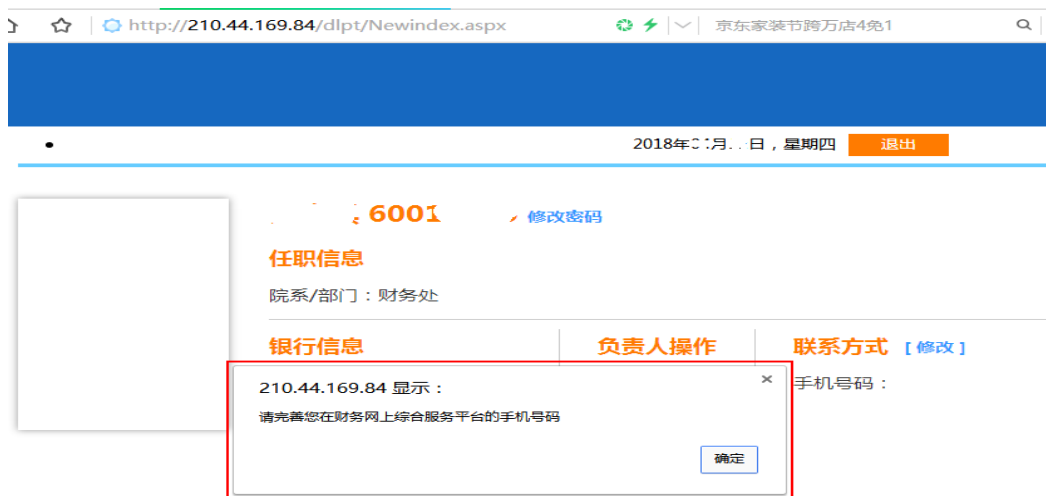 http://210.44.169.84/dlpt/Newindex.aspx 京东家装节跨万店4免1
2018年 月 日，星期四 退出
6001 修改密码
任职信息
院系/部门：财务处
银行信息 负责人操作 联系方式 [修改]
210.44.169.84 显示： ×
手机号码：
请完善您在财务网上综合服务平台的手机号码
确定